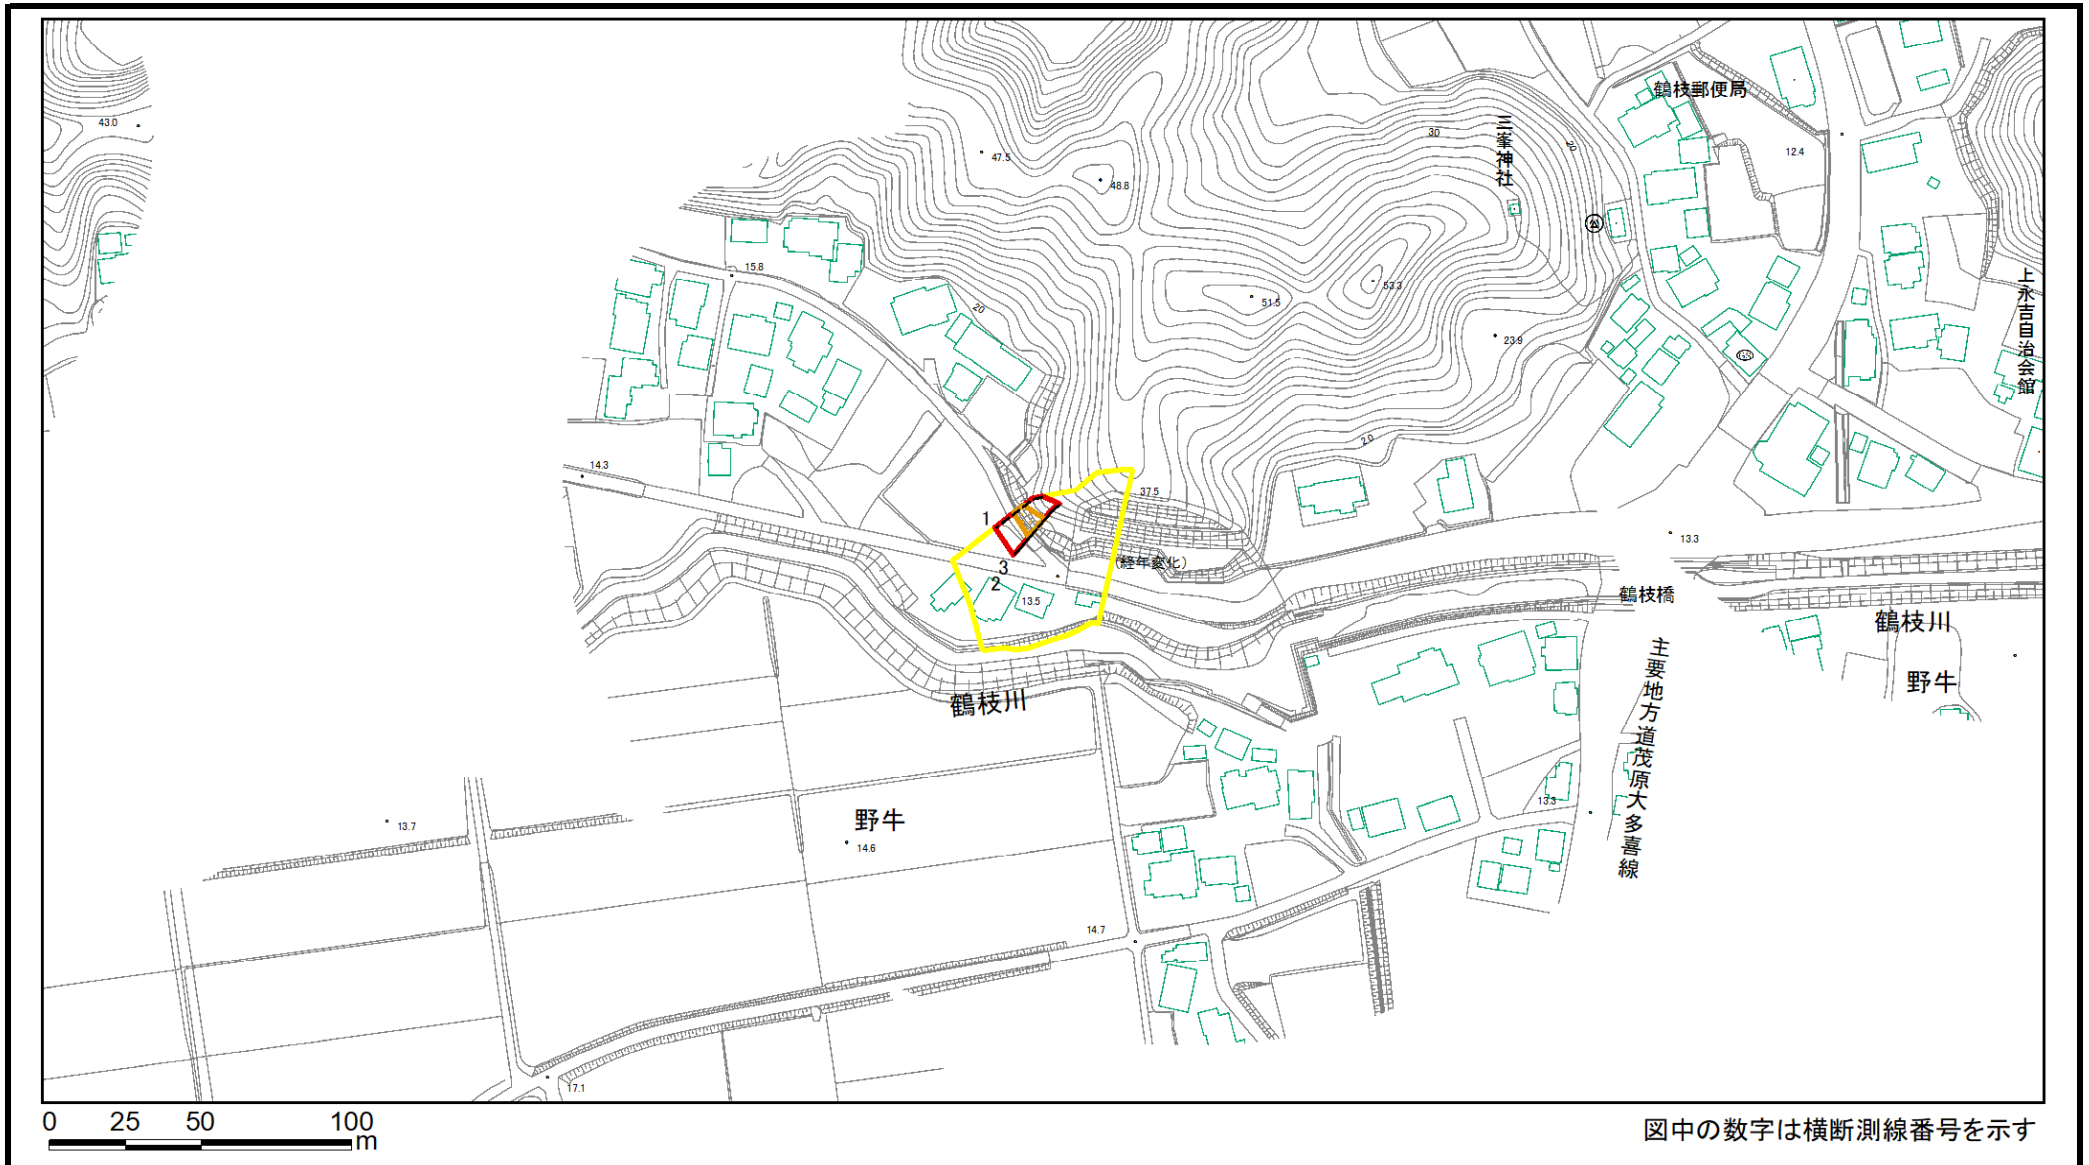 鶴枝郵便局
43.0
三峯神社
30
20
12.4
47.5
48.8
上永吉自治会館
15.8
51.5
53.3
20
23.9
20
14.3
37.5
1
(経年変化)
3
2
13.5
13.3
鶴枝橋
鶴枝川
主要地方道茂原大多喜線
野牛
鶴枝川
13.7
野牛
14.6
13.3
14.7
17.1
0 25 50 100
m
図中の数字は横断測線番号を示す